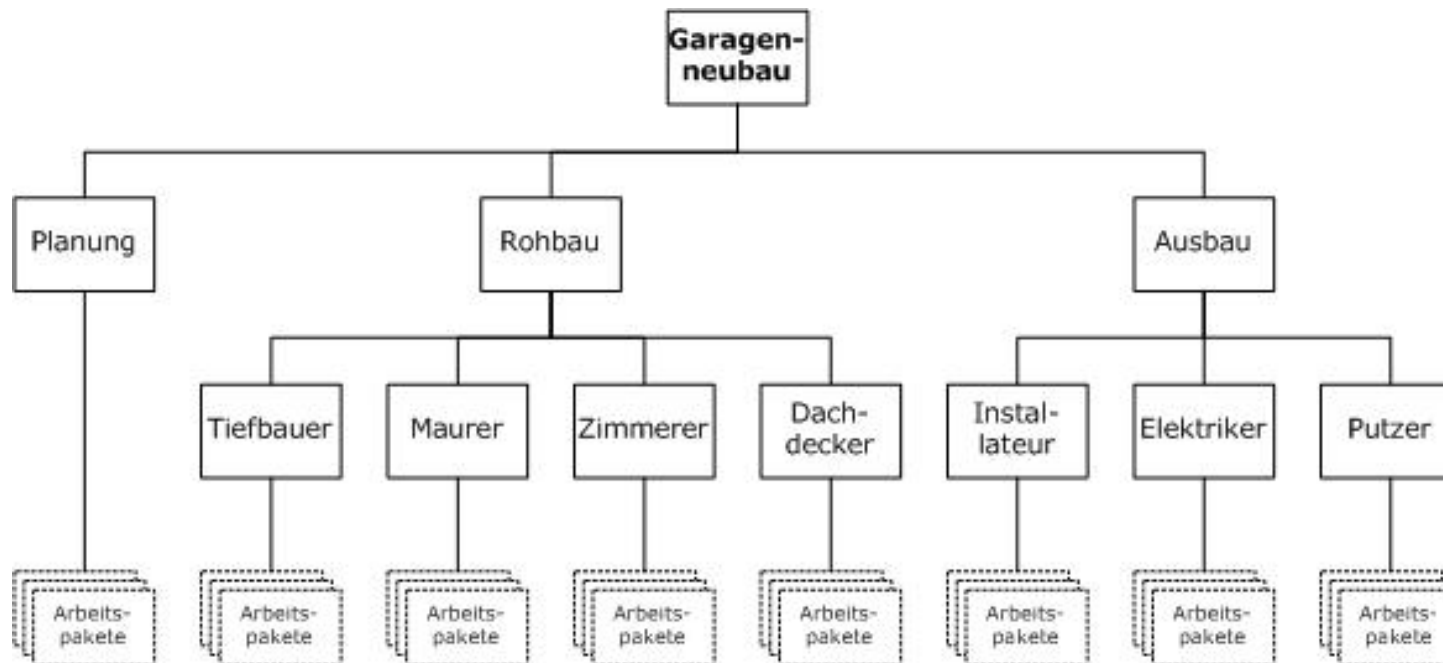 Garagen-
neubau
Planung
Rohbau
Ausbau
Tiefbauer
Maurer
Zimmerer
Dach-
decker
Instal-
lateur
Elektriker
Putzer
Arbeits-
pakete
Arbeits-
pakete
Arbeits-
pakete
Arbeits-
pakete
Arbeits-
pakete
Arbeits-
pakete
Arbeits-
pakete
Arbeits-
pakete